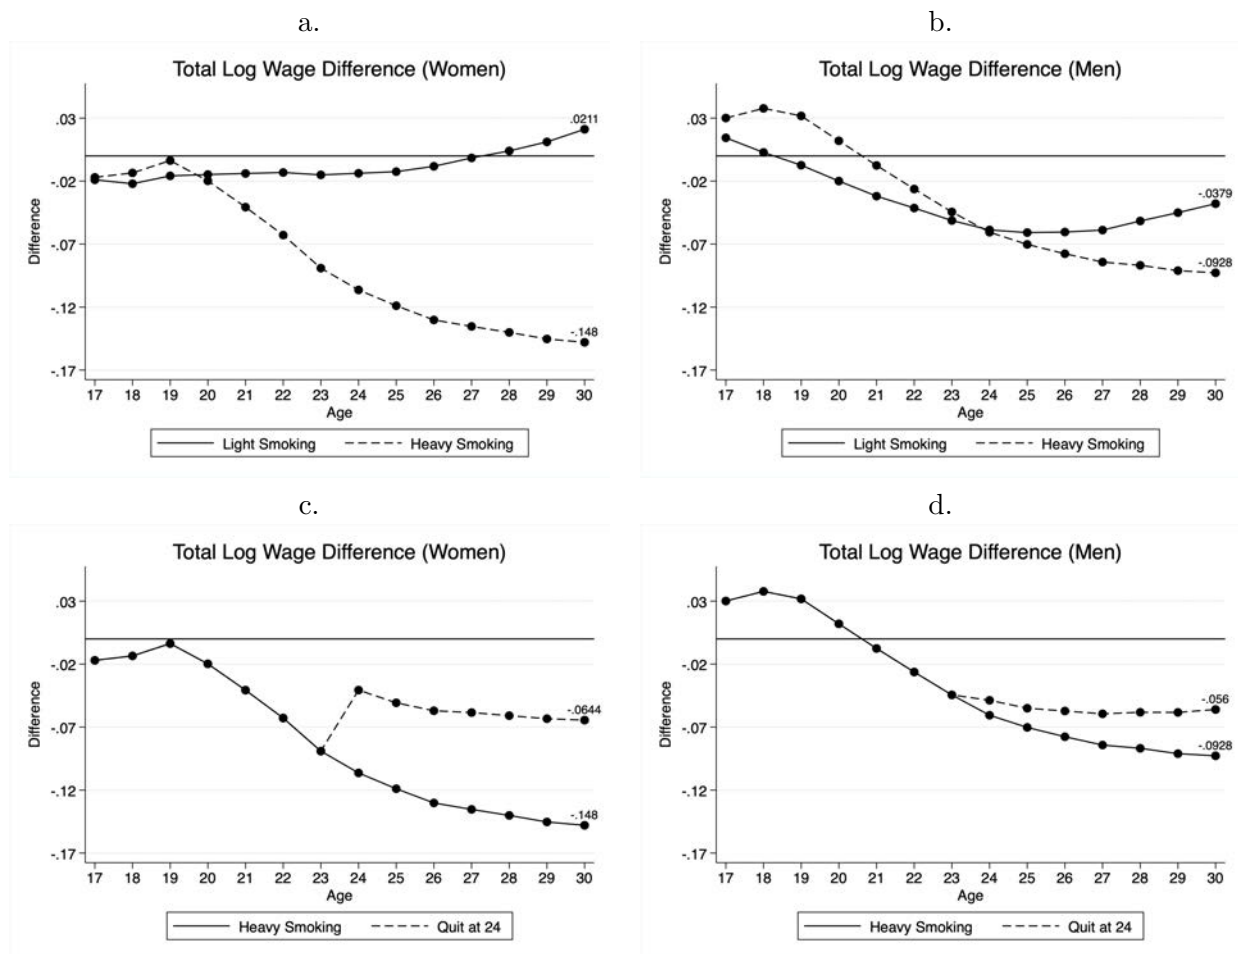 a.
Total Log Wage Difference (Women)
.03
-.02
-.07
-.12
-.17
Difference
.0211
-.148
17 18 19 20 21 22 23 24 25 26 27 28 29 30
Age
Light Smoking Heavy Smoking
b.
Total Log Wage Difference (Men)
.03
-.02
-.07
-.12
-.17
Difference
-.0379
-.0928
17 18 19 20 21 22 23 24 25 26 27 28 29 30
Age
Light Smoking Heavy Smoking
c.
Total Log Wage Difference (Women)
.03
-.02
-.07
-.12
-.17
Difference
-.0644
-.148
17 18 19 20 21 22 23 24 25 26 27 28 29 30
Age
Heavy Smoking Quit at 24
d.
Total Log Wage Difference (Men)
.03
-.02
-.07
-.12
-.17
Difference
-.056
-.0928
17 18 19 20 21 22 23 24 25 26 27 28 29 30
Age
Heavy Smoking Quit at 24